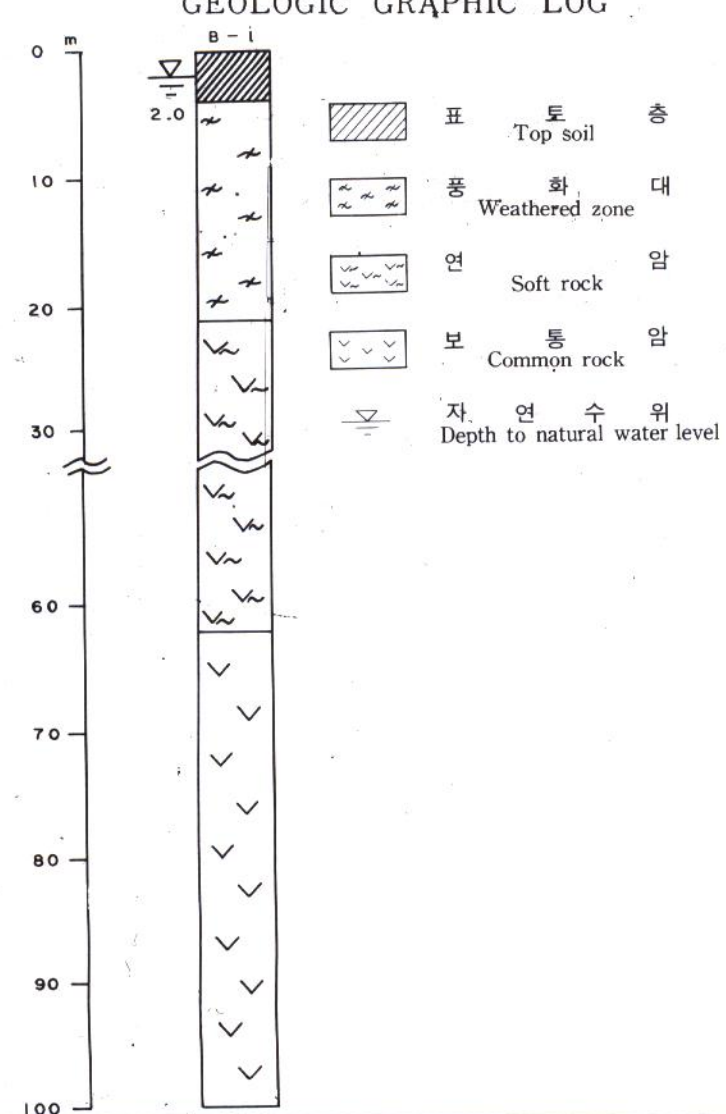 GEOLOGIC GRAPHIC LOG
m
B - i
0
2.0
10
20
30
60
70
80
90
100
표 토 층
Top soil
풍 화 대
Weathered zone
연 암
Soft rock
보 통 암
Common rock
자 연 수 위
Depth to natural water level